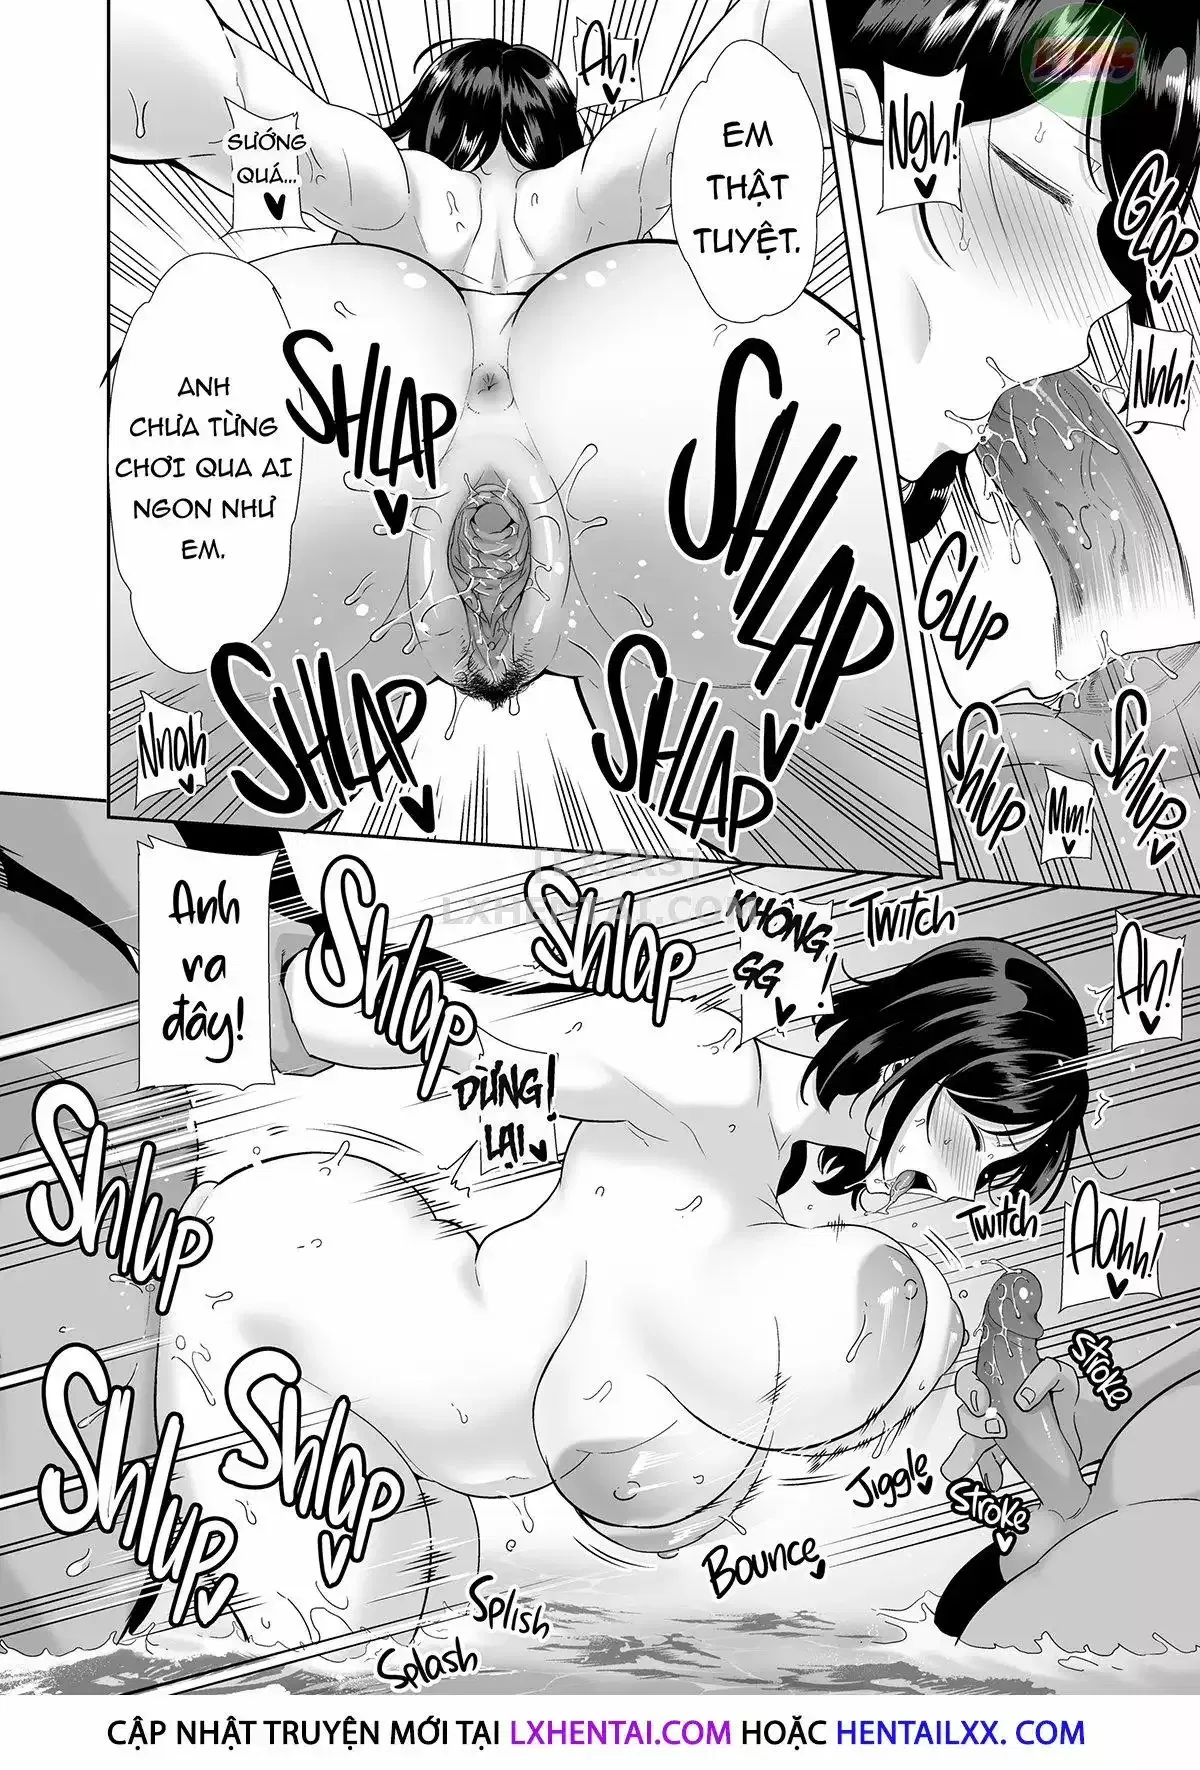 Ngh!
GLOP
Nnh!
GLUP
SHLUP
Mm!
SHLUP
Ah!
SƯỚNG
QUÁ...
EM
THẬT
TUYỆT.
ANH
CHƯA TỪNG
CHƠI QUA AI
NGON NHƯ
EM.
SHLAP
SHLAP
SHLAP
SHLAP
Nnah
LXHENTAI.COM
Anh
ra
đây!
Shlap
Shlap
KHÔNG
GG !
Twitch
Ah!
DỪNG!
LẠI
Twitch
Aahh!
Shlup
Shlup
Shlap
Stroke
Stroke
Jiggle
Bounce
Splish
Splash
CẬP NHẬT TRUYỆN MỚI TẠI LXHENTAI.COM HOẶC HENTAILXX. COM